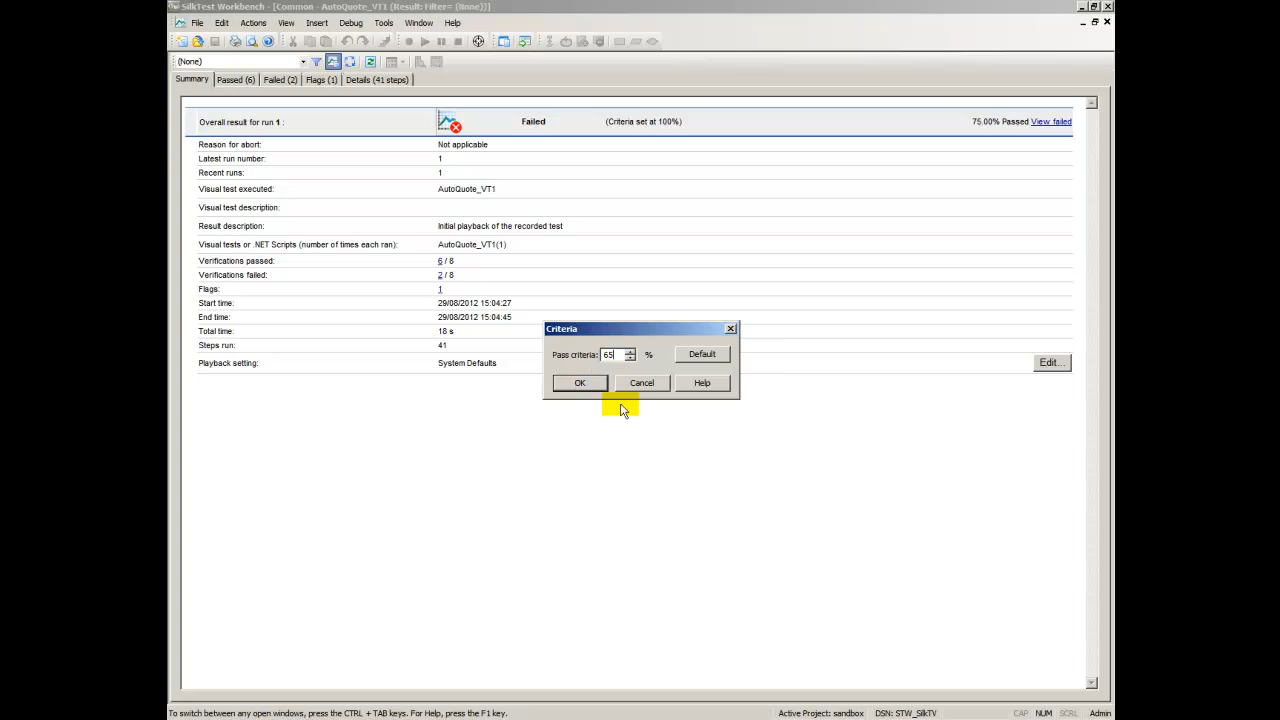 SilkTest Workbench - [Common - AutoQuote_VT1 (Result: Filter= (None))]
File Edit Actions View Insert Debug Tools Window Help
(None)
Summary Passed (6) Failed (2) Flags (1) Details (41 steps)
Overall result for run 1 : Failed (Criteria set at 100%) 75.00% Passed View failed
Reason for abort: Not applicable
Latest run number: 1
Recent runs: 1
Visual test executed: AutoQuote_VT1
Visual test description:
Result description: Initial playback of the recorded test
Visual tests or .NET Scripts (number of times each ran): AutoQuote_VT1(1)
Verifications passed: 6 / 8
Verifications failed: 2 / 8
Flags: 1
Start time: 29/08/2012 15:04:27
End time: 29/08/2012 15:04:45
Total time: 18 s
Steps run: 41
Playback setting: System Defaults Edit...
Criteria
Pass criteria: 65 % Default
OK Cancel Help
To switch between any open windows, press the CTRL + TAB keys. For Help, press the F1 key. Active Project: sandbox DSN: STW_SilkTV CAP NUM SCRL Admin